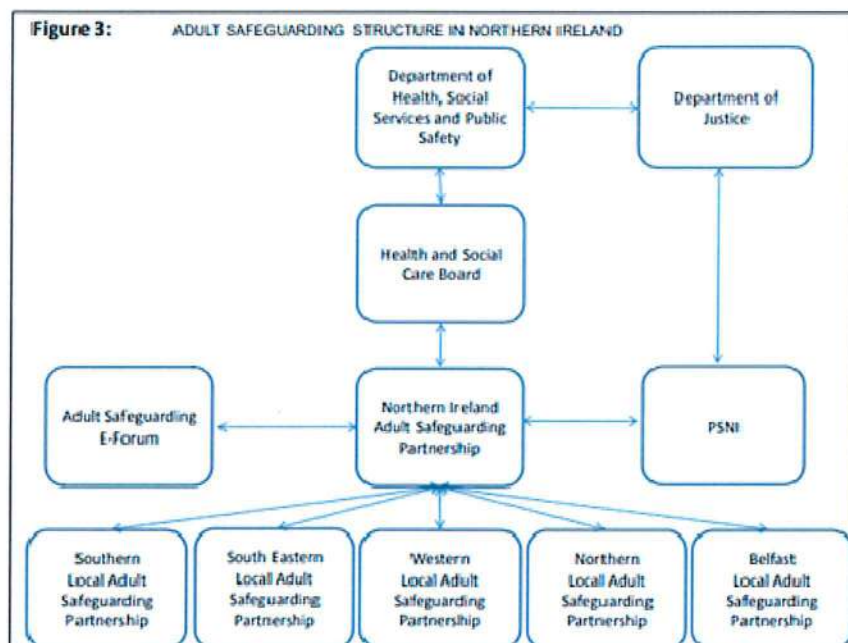 Figure 3: ADULT SAFEGUARDING STRUCTURE IN NORTHERN IRELAND
Department of
Health, Social
Services and Public
Safety
Department of
Justice
Health and Social
Care Board
Adult Safeguarding
E-Forum
Northern Ireland
Adult Safeguarding
Partnership
PSNI
Southern
Local Adult
Safeguarding
Partnership
South Eastern
Local Adult
Safeguarding
Partnership
Western
Local Adult
Safeguarding
Partnership
Northern
Local Adult
Safeguarding
Partnership
Belfast
Local Adult
Safeguarding
Partnership